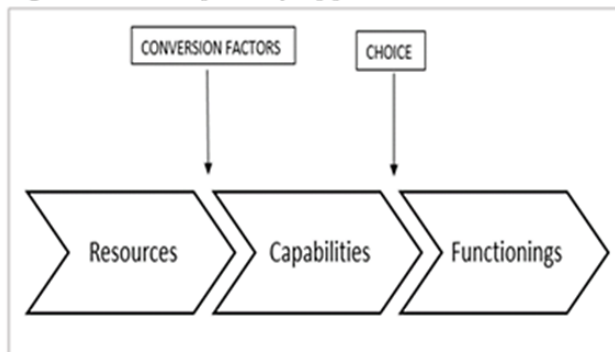 CONVERSION FACTORS
CHOICE
Resources
Capabilities
Functionings